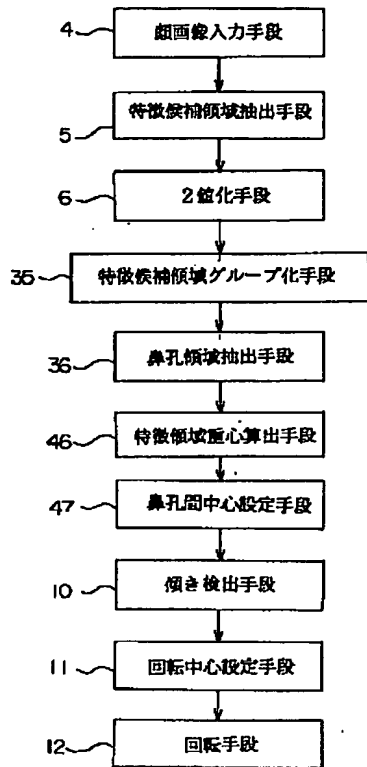 4 顔画像入力手段
5 特徴候補領域抽出手段
6 2値化手段
35 特徴候補領域グループ化手段
36 鼻孔領域抽出手段
46 特徴領域重心算出手段
47 鼻孔間中心設定手段
10 傾き検出手段
11 回転中心設定手段
12 回転手段